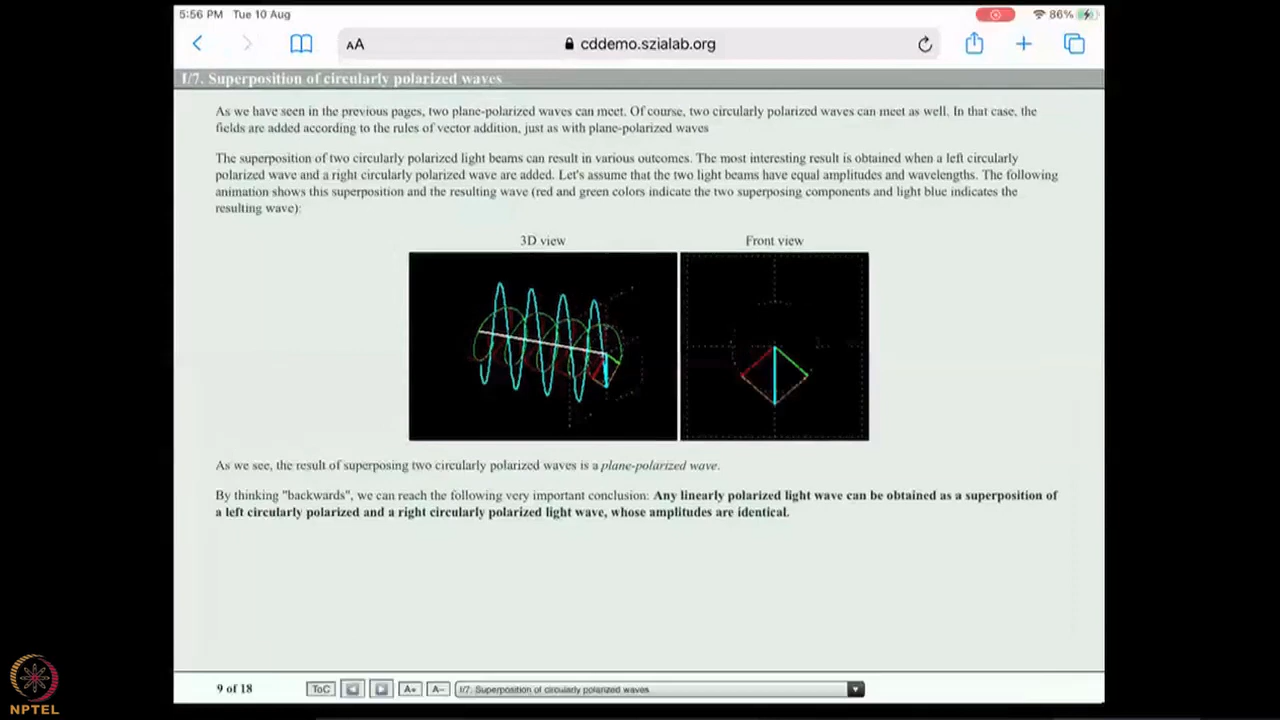 5:56 PM Tue 10 Aug
86%
AA
cddemo.szialab.org
I/7. Superposition of circularly polarized waves
As we have seen in the previous pages, two plane-polarized waves can meet. Of course, two circularly polarized waves can meet as well. In that case, the
fields are added according to the rules of vector addition, just as with plane-polarized waves
The superposition of two circularly polarized light beams can result in various outcomes. The most interesting result is obtained when a left circularly
polarized wave and a right circularly polarized wave are added. Let's assume that the two light beams have equal amplitudes and wavelengths. The following
animation shows this superposition and the resulting wave (red and green colors indicate the two superposing components and light blue indicates the
resulting wave):
3D view
Front view
As we see, the result of superposing two circularly polarized waves is a plane-polarized wave.
By thinking "backwards", we can reach the following very important conclusion: Any linearly polarized light wave can be obtained as a superposition of
a left circularly polarized and a right circularly polarized light wave, whose amplitudes are identical.
9 of 18
ToC
A+
A-
I/7. Superposition of circularly polarized waves
NPTEL